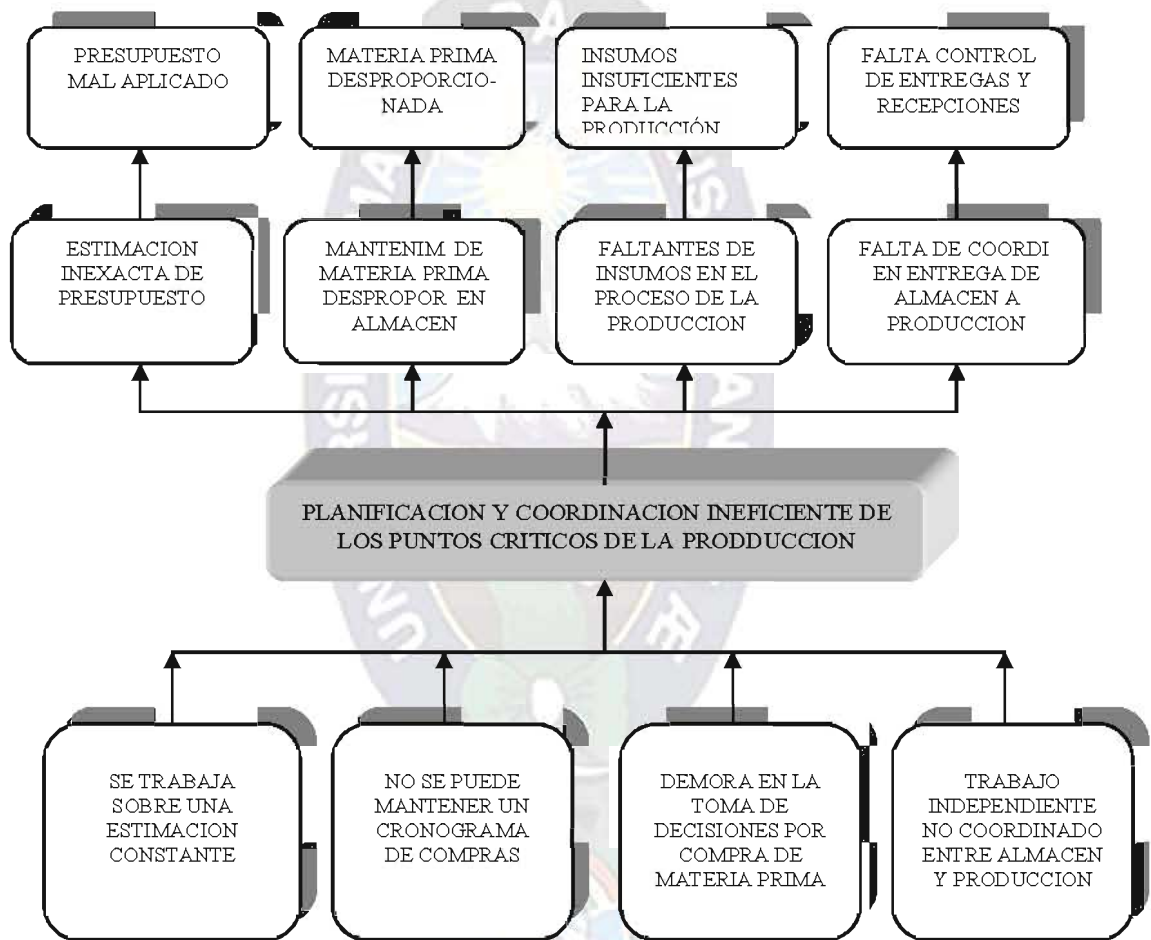 PRESUPUESTO
MAL APLICADO
MATERIA PRIMA
DESPROPORCIO-
NADA
INSUMOS
INSUFICIENTES
PARA LA
PRODUCCIÓN
FALTA CONTROL
DE ENTREGAS Y
RECEPCIONES
ESTIMACION
INEXACTA DE
PRESUPUESTO
MANTENIM. DE
MATERIA PRIMA
DESPROPOR EN
ALMACEN
FALTANTES DE
INSUMOS EN EL
PROCESO DE LA
PRODUCCION
FALTA DE COORDI
EN ENTREGA DE
ALMACEN A
PRODUCCION
PLANIFICACION Y COORDINACION INEFICIENTE DE
LOS PUNTOS CRITICOS DE LA PRODDUCCION
SE TRABAJA
SOBRE UNA
ESTIMACION
CONSTANTE
NO SE PUEDE
MANTENER UN
CRONOGRAMA
DE COMPRAS
DEMORA EN LA
TOMA DE
DECISIONES POR
COMPRA DE
MATERIA PRIMA
TRABAJO
INDEPENDIENTE
NO COORDINADO
ENTRE ALMACEN
Y PRODUCCION